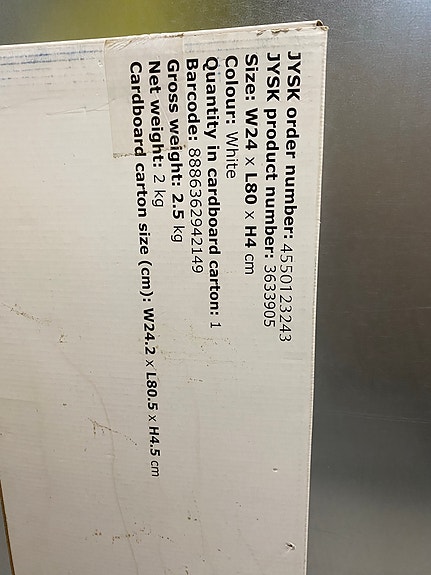 JYSK order number: 4550123243
JYSK product number: 3633905
Size: W24 x L80 x H4 cm
Colour: White
Quantity in cardboard carton: 1
Barcode: 8886362942149
Gross weight: 2.5 kg
Net weight: 2 kg
Cardboard carton size (cm): W24.2 x L80.5 x H4.5 cm